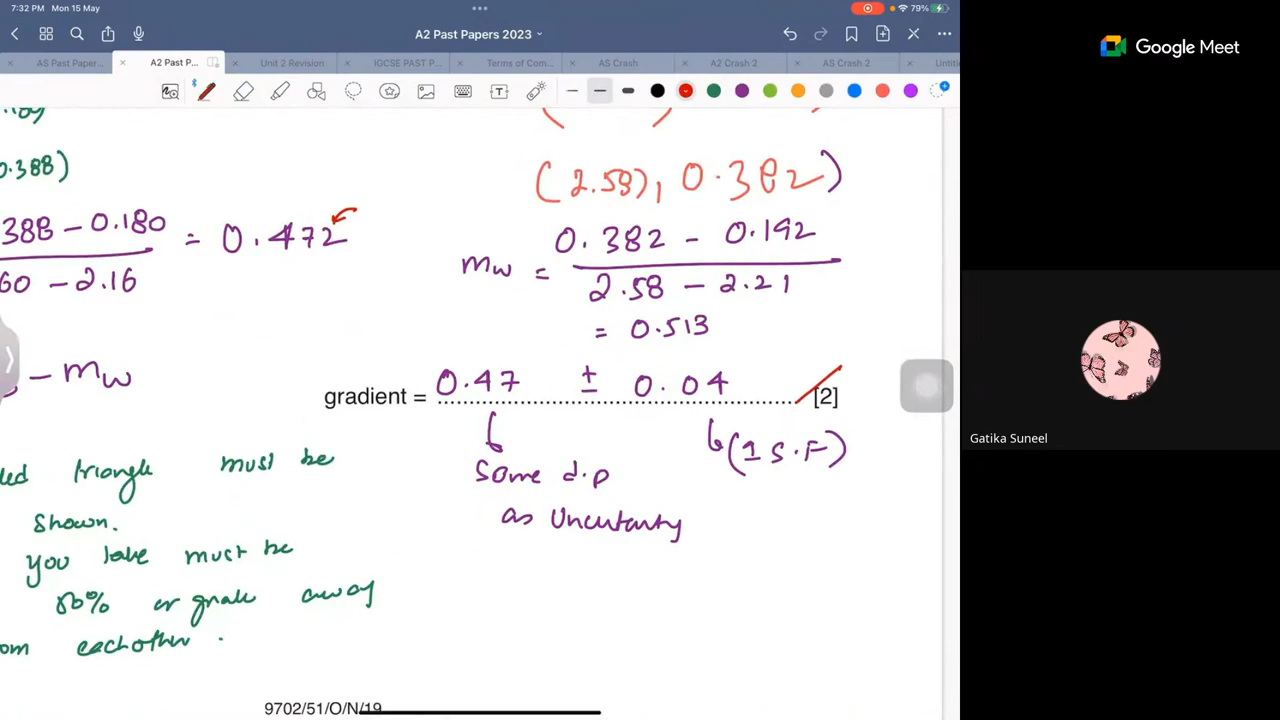 7:32 PM Mon 15 May
79%
A2 Past Papers 2023
AS Past Paper...
A2 Past P...
Unit 2 Revision
IGCSE PAST P...
Terms of Com...
AS Crash
A2 Crash 2
AS Crash 2
Untitl
Google Meet
0.388)
(2.58), 0.382)
388 - 0.180
60 - 2.16
= 0.472
mw = 0.382 - 0.192
2.58 - 2.21
= 0.513
- mw
gradient = 0.47 ± 0.04 [2]
(1 S.F)
Same d.p
as uncertainty
led triangle must be
shown.
you take must be
80% or greater away
om eachother.
Gatika Suneel
9702/51/O/N/19